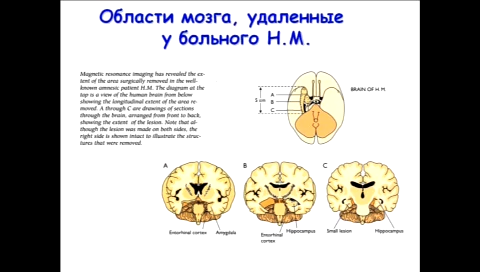 Области мозга, удаленные
у больного Н.М.
Magnetic resonance imaging has revealed the ex-
tent of the area surgically removed in the well-
known amnesic patient H.M. The diagram at the
top is a view of the human brain from below
showing the longitudinal extent of the area re-
moved. A through C are drawings of sections
through the brain, arranged from front to back,
showing the extent of the lesion. Note that al-
though the lesion was made on both sides, the
right side is shown intact to illustrate the struc-
tures that were removed.
BRAIN OF H.M.
5 cm
A
B
C
A
B
C
Entorhinal cortex
Amygdala
Entorhinal
cortex
Hippocampus
Small lesion
Hippocampus